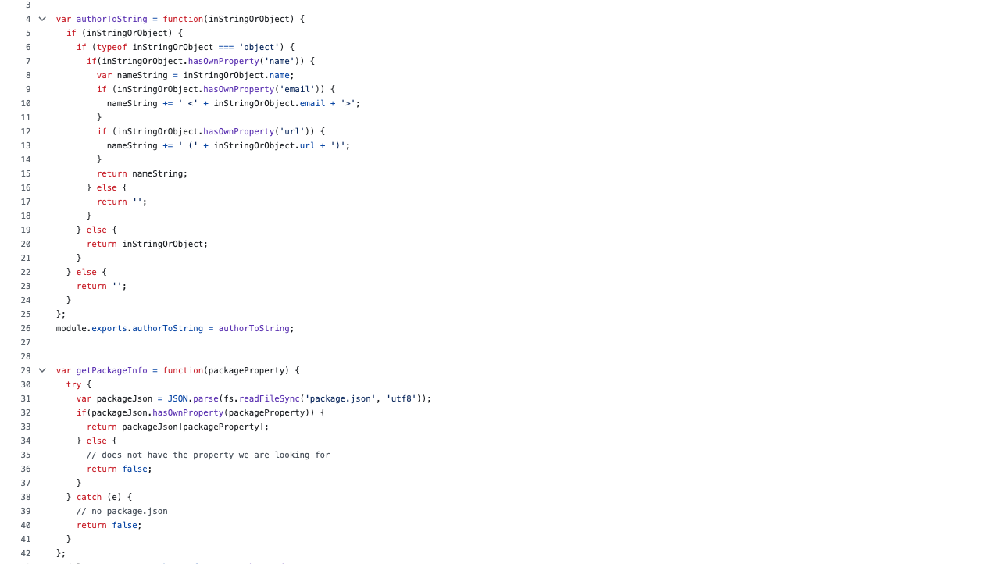 3
4 var authorToString = function(inStringOrObject) {
5 if (inStringOrObject) {
6 if (typeof inStringOrObject === 'object') {
7 if(inStringOrObject.hasOwnProperty('name')) {
8 var nameString = inStringOrObject.name;
9 if (inStringOrObject.hasOwnProperty('email')) {
10 nameString += ' <' + inStringOrObject.email + '>';
11 }
12 if (inStringOrObject.hasOwnProperty('url')) {
13 nameString += ' (' + inStringOrObject.url + ')';
14 }
15 return nameString;
16 } else {
17 return '';
18 }
19 } else {
20 return inStringOrObject;
21 }
22 } else {
23 return '';
24 }
25 };
26 module.exports.authorToString = authorToString;
27
28
29 var getPackageInfo = function(packageProperty) {
30 try {
31 var packageJson = JSON.parse(fs.readFileSync('package.json', 'utf8'));
32 if(packageJson.hasOwnProperty(packageProperty)) {
33 return packageJson[packageProperty];
34 } else {
35 // does not have the property we are looking for
36 return false;
37 }
38 } catch (e) {
39 // no package.json
40 return false;
41 }
42 };